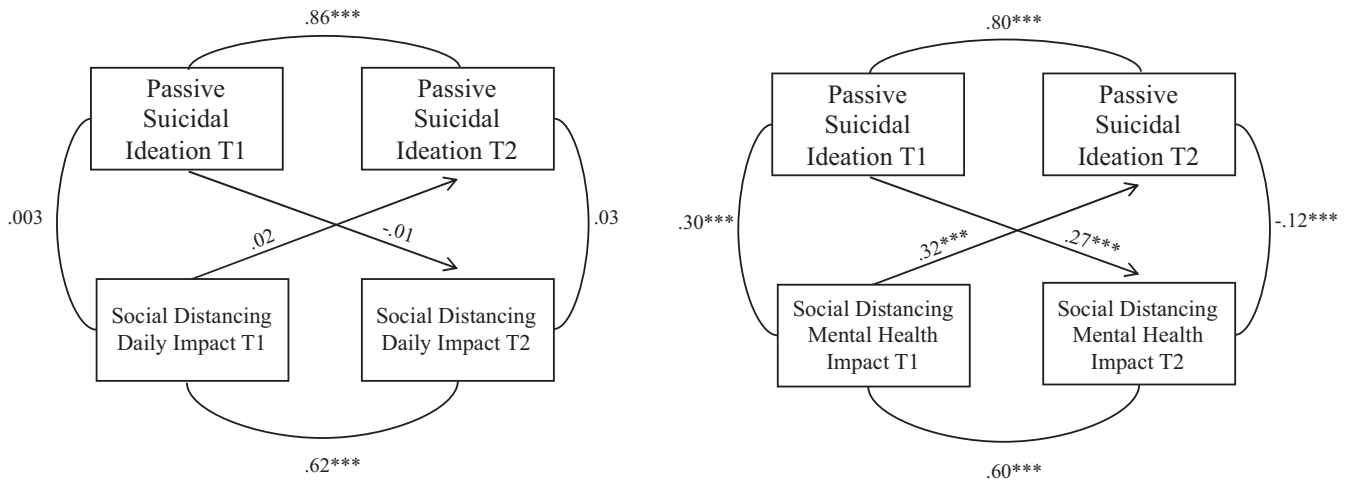 .86***
Passive
Suicidal
Ideation T1
Passive
Suicidal
Ideation T2
.003
.02
-.01
.03
Social Distancing
Daily Impact T1
Social Distancing
Daily Impact T2
.62***
.80***
Passive
Suicidal
Ideation T1
Passive
Suicidal
Ideation T2
.30***
.32***
.27***
-.12***
Social Distancing
Mental Health
Impact T1
Social Distancing
Mental Health
Impact T2
.60***